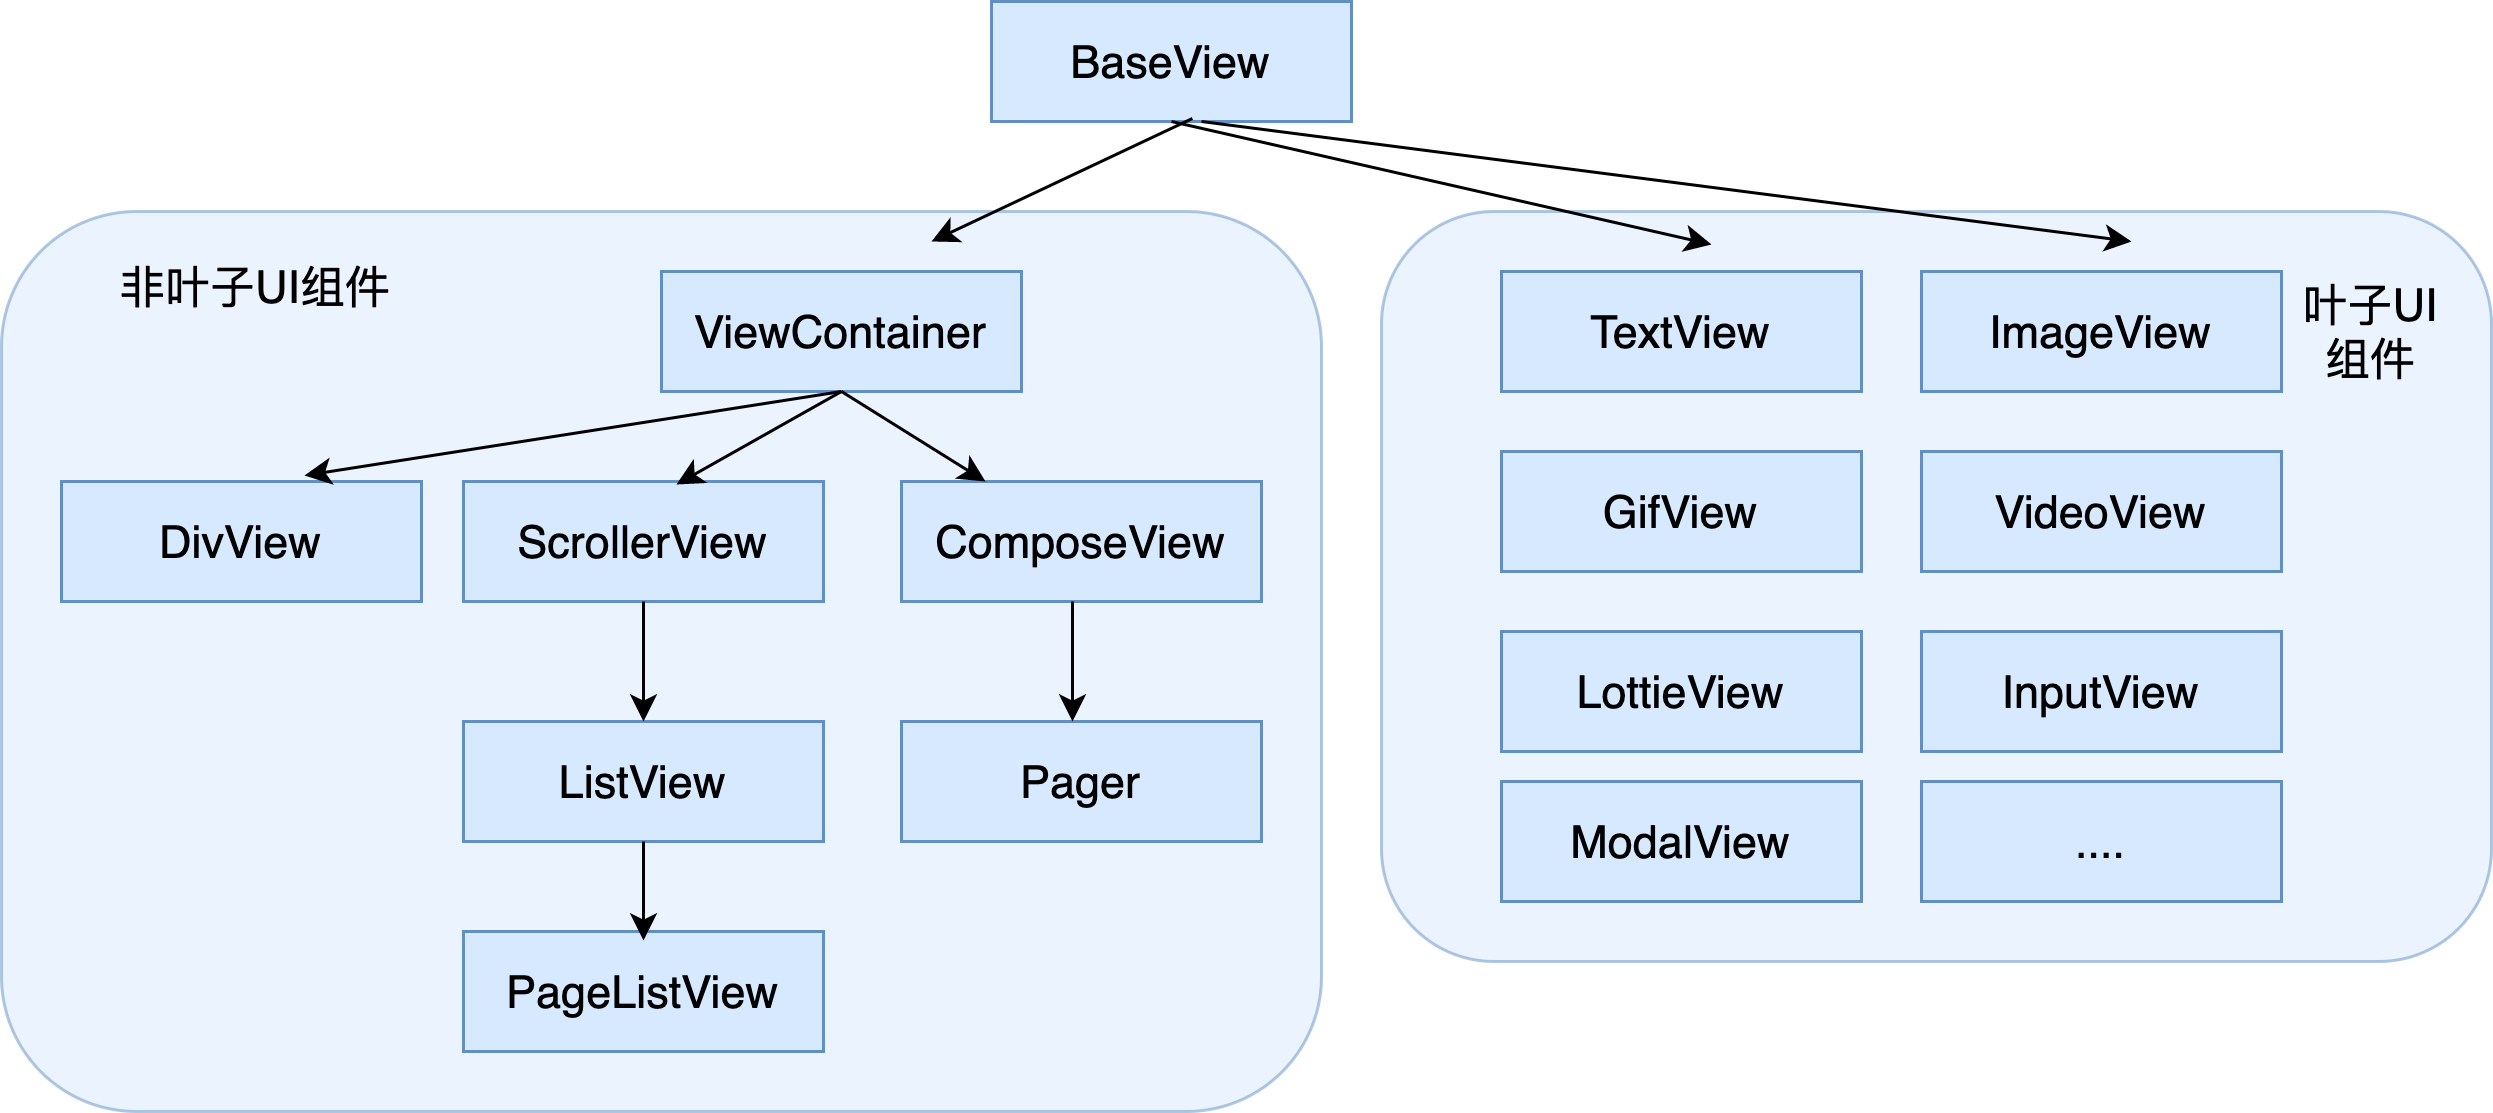 BaseView
非叶子UI组件
ViewContainer
DivView
ScrollerView
ComposeView
ListView
Pager
PageListView
TextView
ImageView
叶子UI
组件
GifView
VideoView
LottieView
InputView
ModalView
....